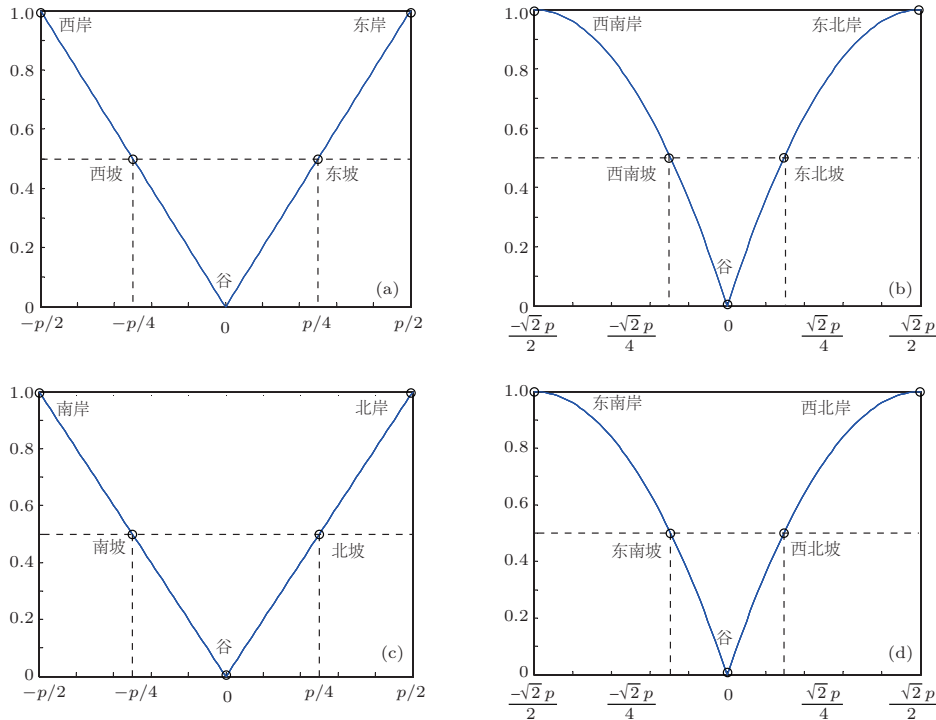 1.0
西岸
东岸
0.8
0.6
西坡
东坡
0.4
0.2
谷
(a)
0
−p/2
−p/4
0
p/4
p/2
1.0
西南岸
东北岸
0.8
0.6
西南坡
东北坡
0.4
0.2
谷
(b)
0
−√2 p/2
−√2 p/4
0
√2 p/4
√2 p/2
1.0
南岸
北岸
0.8
0.6
南坡
北坡
0.4
0.2
谷
(c)
0
−p/2
−p/4
0
p/4
p/2
1.0
东南岸
西北岸
0.8
0.6
东南坡
西北坡
0.4
0.2
谷
(d)
0
−√2 p/2
−√2 p/4
0
√2 p/4
√2 p/2